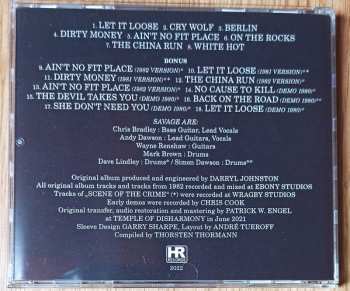 1. LET IT LOOSE 2. CRY WOLF 3. BERLIN
4. DIRTY MONEY 5. AIN'T NO FIT PLACE 6. ON THE ROCKS
7. THE CHINA RUN 8. WHITE HOT
BONUS
9. AIN'T NO FIT PLACE (1982 VERSION)* 10. LET IT LOOSE (1981 VERSION)**
11. DIRTY MONEY (1982 VERSION)** 12. THE CHINA RUN (1982 VERSION)**
13. AIN'T NO FIT PLACE (1982 VERSION)** 14. NO CAUSE TO KILL (DEMO 1980)*
15. THE DEVIL TAKES YOU (DEMO 1980)* 16. BACK ON THE ROAD (DEMO 1980)*
17. SHE DON'T NEED YOU (DEMO 1980)* 18. LET IT LOOSE (DEMO 1980)*
SAVAGE ARE:
Chris Bradley : Bass Guitar, Lead Vocals
Andy Dawson : Lead Guitars, Vocals
Wayne Renshaw : Guitars
Mark Brown : Drums
Dave Lindley : Drums* / Simon Dawson : Drums**
Original album produced and engineered by DARRYL JOHNSTON
All original album tracks and tracks from 1982 recorded and mixed at EBONY STUDIOS
Tracks of „SCENE OF THE CRIME“ (*) were recorded at WEAGBY STUDIOS
Early demos were recorded by CHRIS COOK
Original transfer, audio restoration and mastering by PATRICK W. ENGEL
at TEMPLE OF DISHARMONY in June 2021
Sleeve Design GARRY SHARPE, Layout by ANDRÉ TUEROFF
Compiled by THORSTEN THORMANN
HR
RECORDS
2022